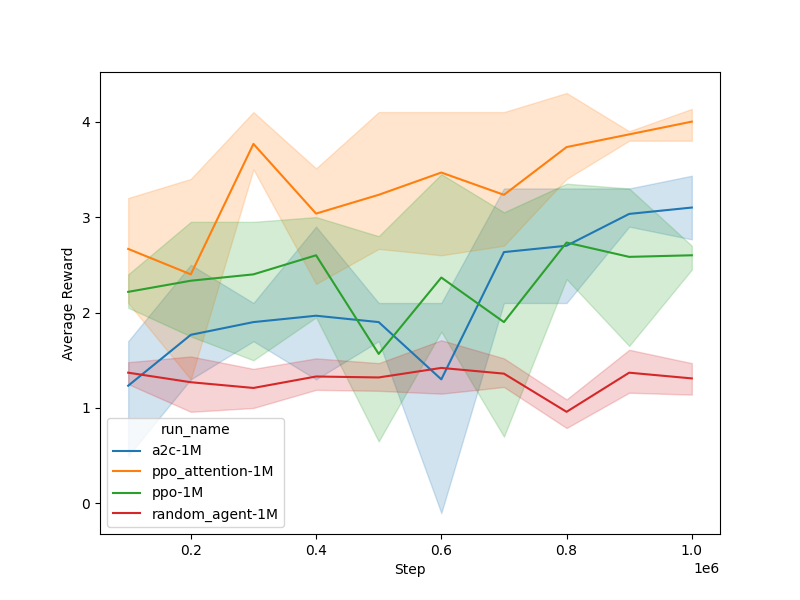 4
3
2
1
0
Average Reward
run_name
a2c-1M
ppo_attention-1M
ppo-1M
random_agent-1M
0.2 0.4 0.6 0.8 1.0
1e6
Step